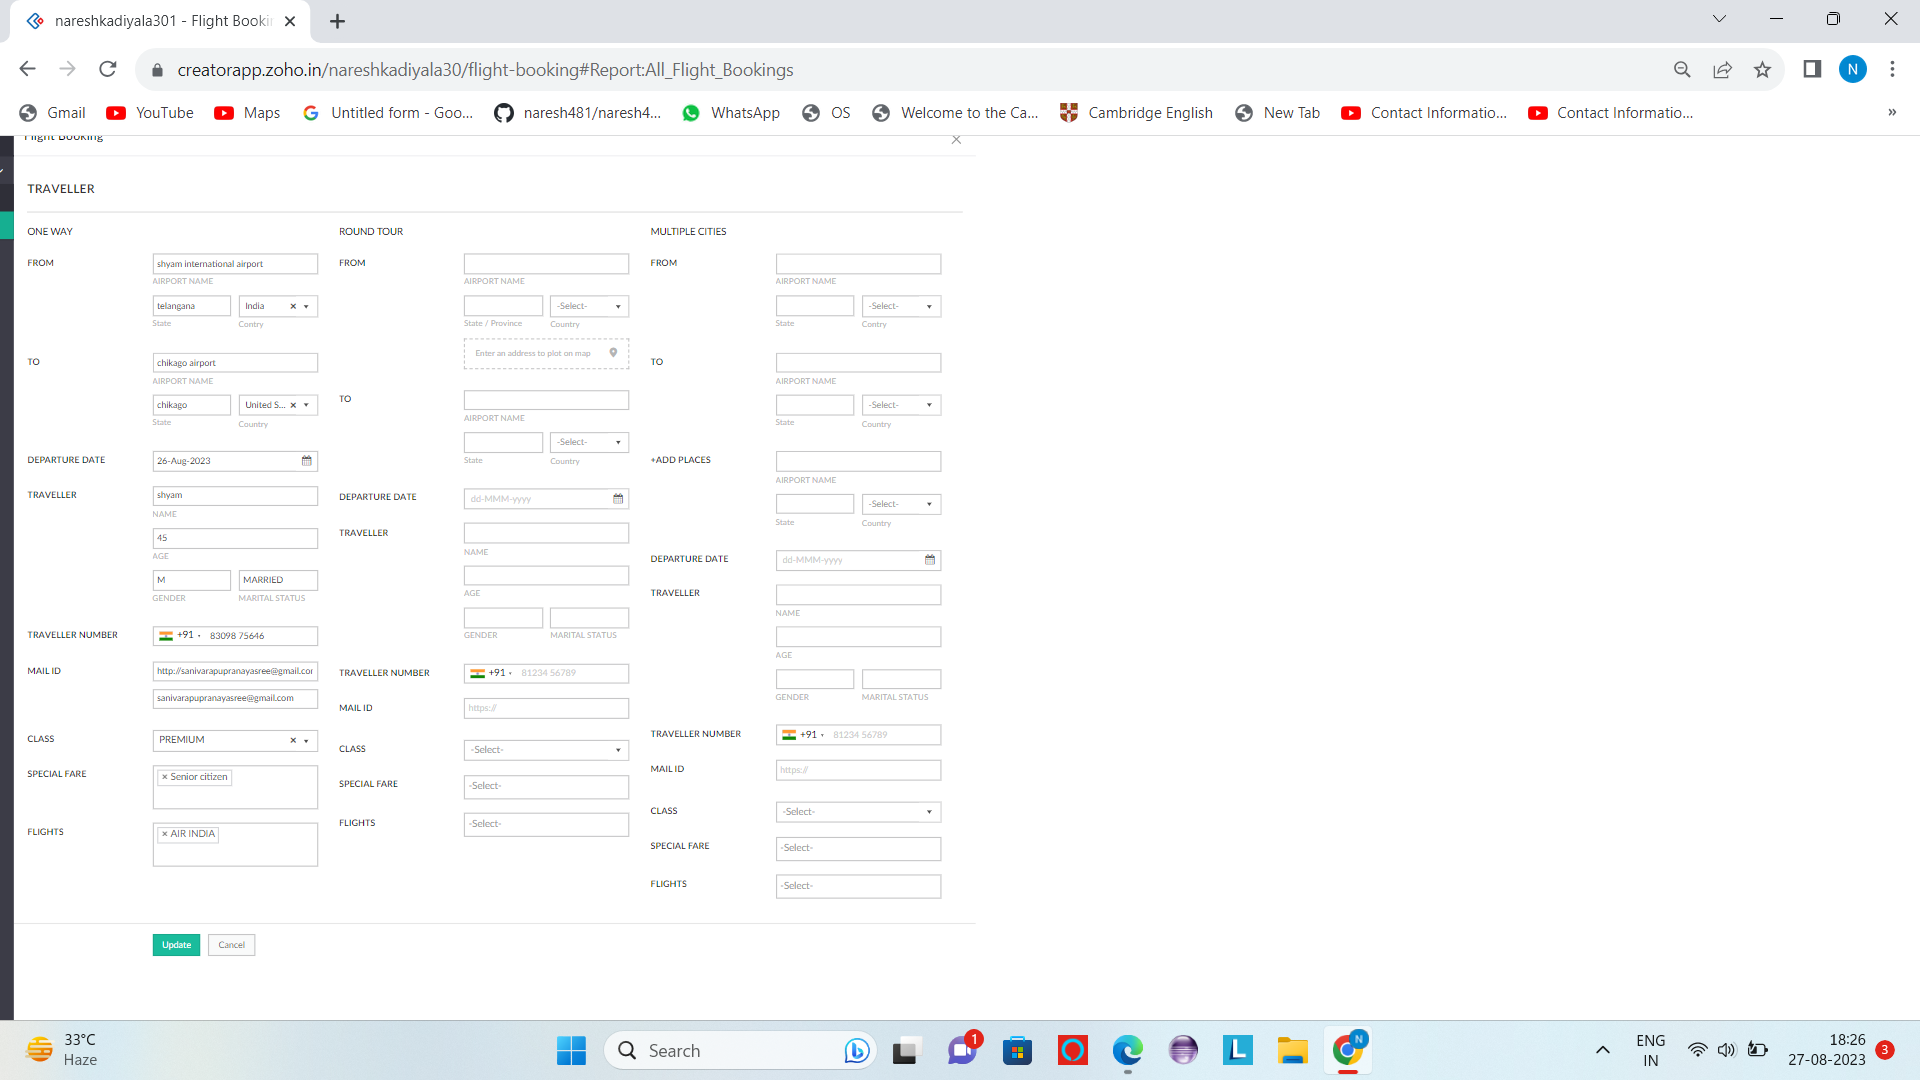 nareshkadiyala301 - Flight Bookin
creatorapp.zoho.in/nareshkadiyala30/flight-booking#Report:All_Flight_Bookings
N
Gmail YouTube Maps Untitled form - Goo... naresh481/naresh4... WhatsApp OS Welcome to the Ca... Cambridge English New Tab Contact Informatio... Contact Informatio... »
Flight Booking
TRAVELLER
ONE WAY
FROM
shyam international airport
AIRPORT NAME
telangana India
State Contry
TO
chikago airport
AIRPORT NAME
chikago United S...
State Country
DEPARTURE DATE 26-Aug-2023
TRAVELLER
shyam
NAME
45
AGE
M MARRIED
GENDER MARITAL STATUS
TRAVELLER NUMBER +91 83098 75646
MAIL ID http://sanivarapupranayasree@gmail.cor
sanivarapupranayasree@gmail.com
CLASS PREMIUM
SPECIAL FARE × Senior citizen
FLIGHTS × AIR INDIA
ROUND TOUR
FROM
AIRPORT NAME
-Select-
State / Province Country
Enter an address to plot on map
TO
AIRPORT NAME
-Select-
State Country
DEPARTURE DATE dd-MMM-yyyy
TRAVELLER
NAME
AGE
GENDER MARITAL STATUS
TRAVELLER NUMBER +91 81234 56789
MAIL ID https://
CLASS -Select-
SPECIAL FARE -Select-
FLIGHTS -Select-
MULTIPLE CITIES
FROM
AIRPORT NAME
-Select-
State Contry
TO
AIRPORT NAME
-Select-
State Country
+ADD PLACES
AIRPORT NAME
-Select-
State Country
DEPARTURE DATE dd-MMM-yyyy
TRAVELLER
NAME
AGE
GENDER MARITAL STATUS
TRAVELLER NUMBER +91 81234 56789
MAIL ID https://
CLASS -Select-
SPECIAL FARE -Select-
FLIGHTS -Select-
Update Cancel
33°C
Haze
Search
1
L
N
ENG
IN
18:26
27-08-2023
3